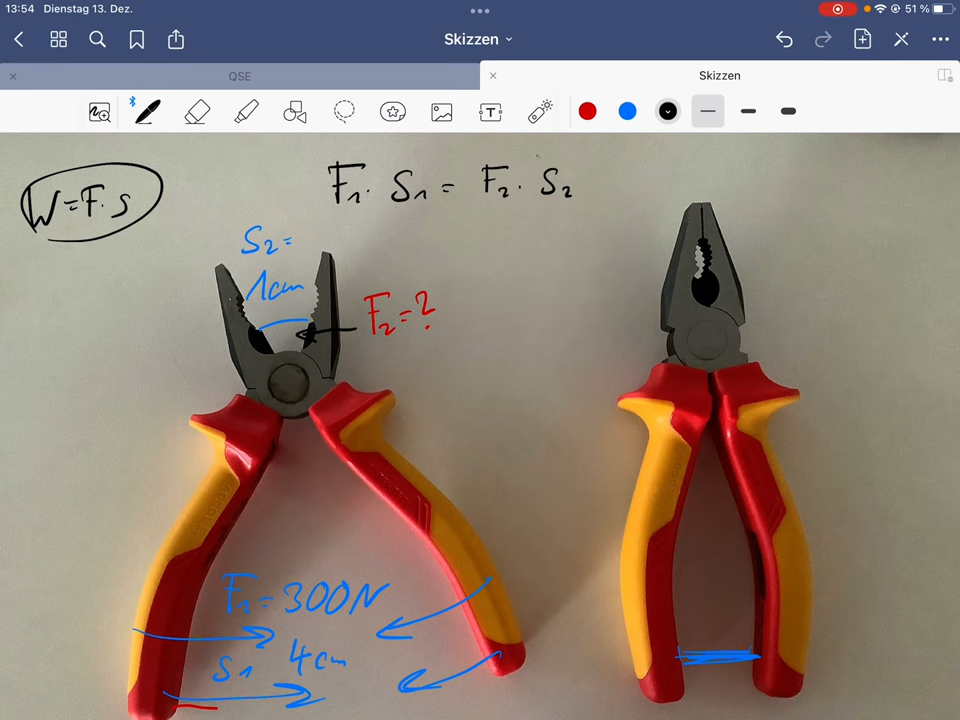 13:54 Dienstag 13. Dez.
51 %
Skizzen
QSE
Skizzen
T
W=F·s
F₁· S₁ = F₂· S₂
S₂=
1cm
F₂=?
F₁=300N
S₁ 4cm